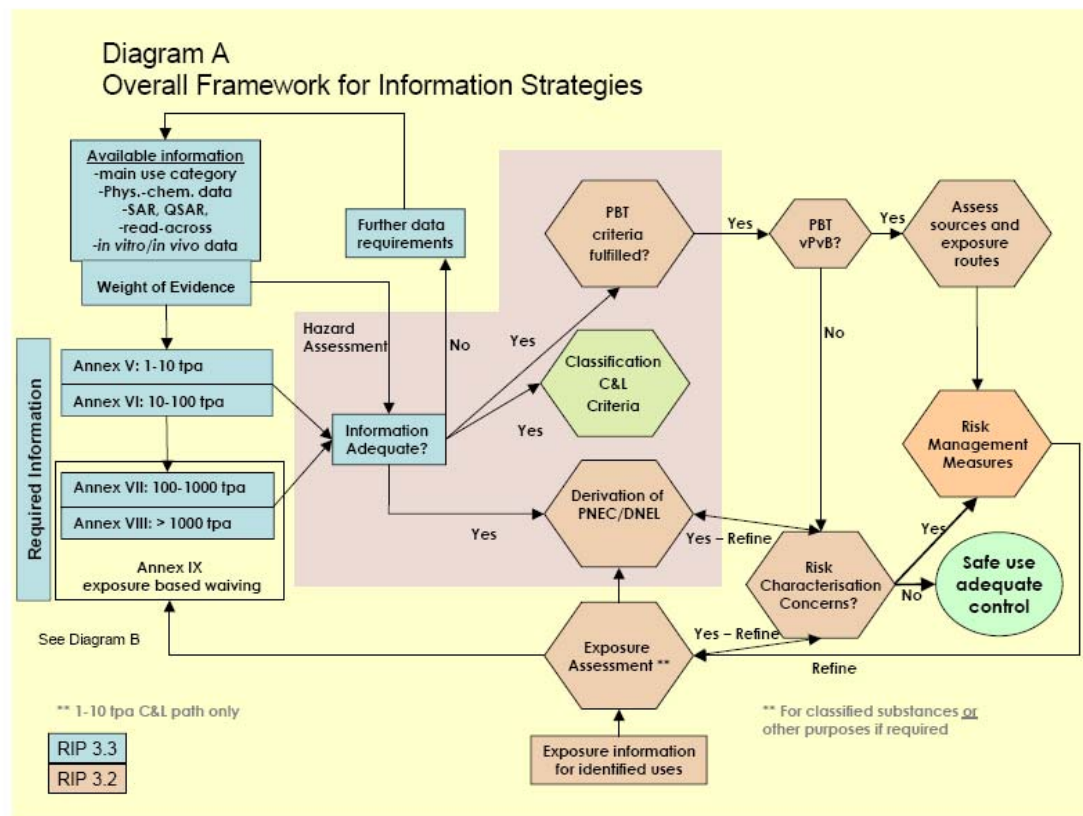 Diagram A
Overall Framework for Information Strategies
Available information
-main use category
-Phys.-chem. data
-SAR, QSAR,
-read-across
-in vitro/in vivo data
Weight of Evidence
Further data
requirements
Required Information
Annex V: 1-10 tpa
Annex VI: 10-100 tpa
Annex VII: 100-1000 tpa
Annex VIII: > 1000 tpa
Annex IX
exposure based waiving
See Diagram B
Hazard
Assessment
No
Information
Adequate?
Yes
Yes
Yes
PBT
criteria
fulfilled?
Classification
C&L
Criteria
Derivation of
PNEC/DNEL
Yes
PBT
vPvB?
Yes
Assess
sources and
exposure
routes
No
Risk
Management
Measures
Yes – Refine
Risk
Characterisation
Concerns?
Yes
No
Safe use
adequate
control
Yes – Refine
Exposure
Assessment **
Refine
Exposure information
for identified uses
** 1-10 tpa C&L path only
** For classified substances or
other purposes if required
RIP 3.3
RIP 3.2